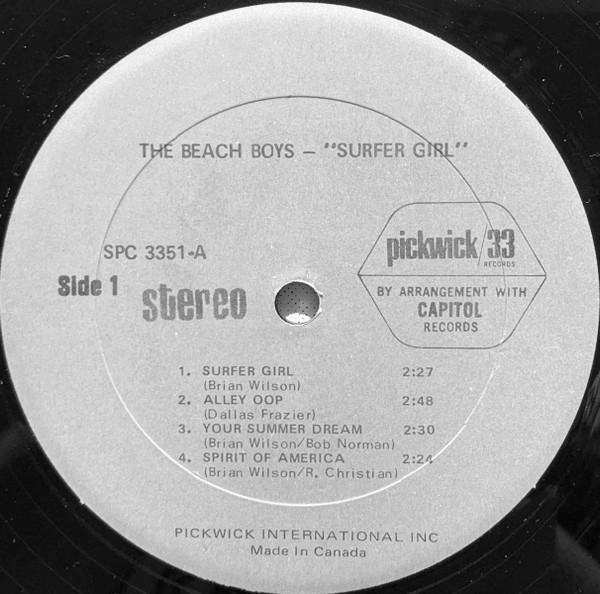 THE BEACH BOYS – "SURFER GIRL"
SPC 3351-A
Side 1
stereo
pickwick 33
RECORDS
BY ARRANGEMENT WITH
CAPITOL
RECORDS
1. SURFER GIRL 2:27
(Brian Wilson)
2. ALLEY OOP 2:48
(Dallas Frazier)
3. YOUR SUMMER DREAM 2:30
(Brian Wilson/Bob Norman)
4. SPIRIT OF AMERICA 2:24
(Brian Wilson/R. Christian)
PICKWICK INTERNATIONAL INC
Made In Canada